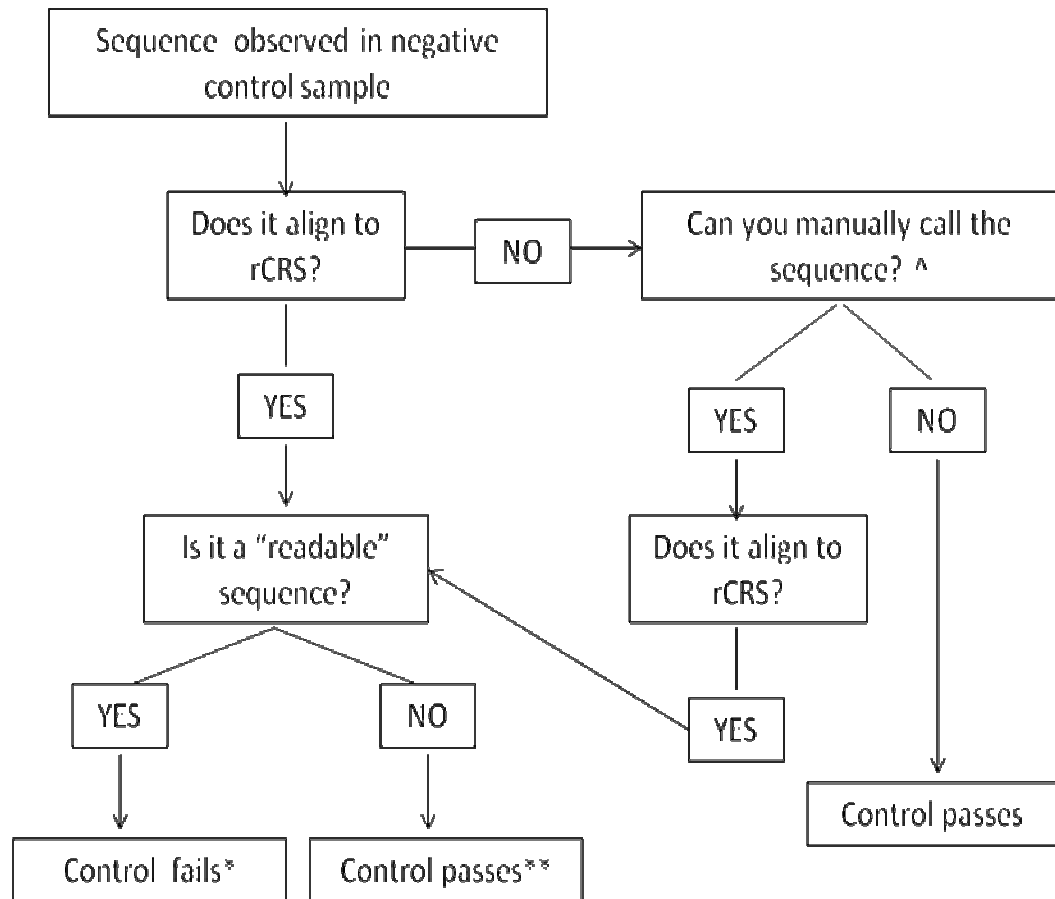 Sequence observed in negative
control sample
Does it align to
rCRS?
NO
Can you manually call the
sequence? ^
YES
YES
NO
Is it a “readable”
sequence?
Does it align to
rCRS?
YES
NO
YES
Control passes
Control fails*
Control passes**